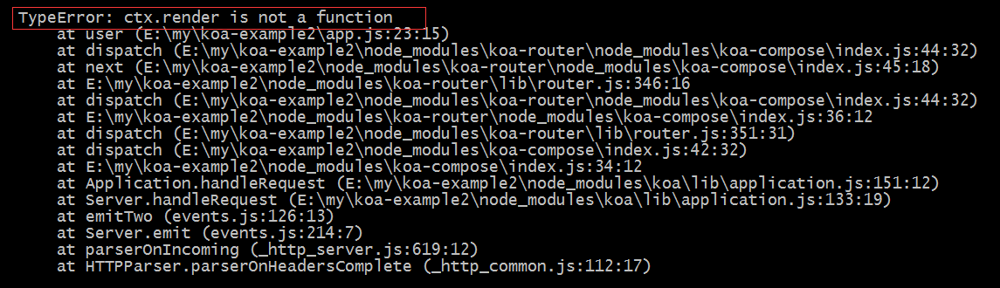 TypeError: ctx.render is not a function
at user (E:\my\koa-example2\app.js:23:15)
at dispatch (E:\my\koa-example2\node_modules\koa-router\node_modules\koa-compose\index.js:44:32)
at next (E:\my\koa-example2\node_modules\koa-router\node_modules\koa-compose\index.js:45:18)
at E:\my\koa-example2\node_modules\koa-router\lib\router.js:346:16
at dispatch (E:\my\koa-example2\node_modules\koa-router\node_modules\koa-compose\index.js:44:32)
at E:\my\koa-example2\node_modules\koa-router\node_modules\koa-compose\index.js:36:12
at dispatch (E:\my\koa-example2\node_modules\koa-router\lib\router.js:351:31)
at dispatch (E:\my\koa-example2\node_modules\koa-compose\index.js:42:32)
at E:\my\koa-example2\node_modules\koa-compose\index.js:34:12
at Application.handleRequest (E:\my\koa-example2\node_modules\koa\lib\application.js:151:12)
at Server.handleRequest (E:\my\koa-example2\node_modules\koa\lib\application.js:133:19)
at emitTwo (events.js:126:13)
at Server.emit (events.js:214:7)
at parserOnIncoming (_http_server.js:619:12)
at HTTPParser.parserOnHeadersComplete (_http_common.js:112:17)